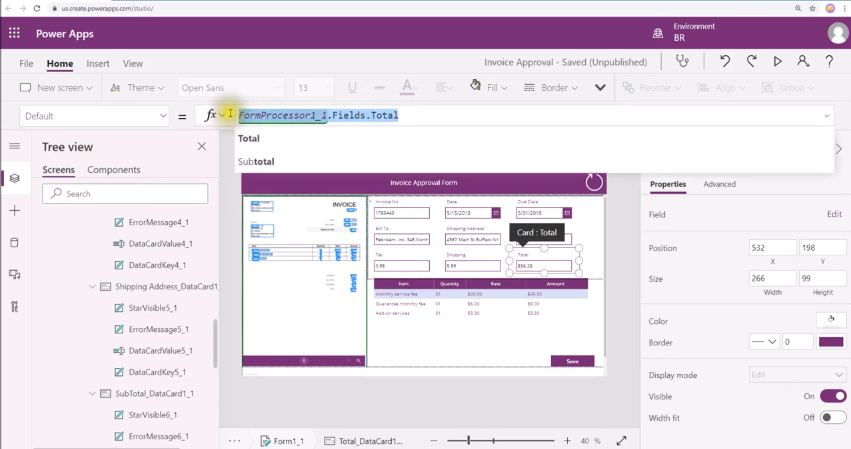 us.create.powerapps.com/studio/
Power Apps
Environment
BR
File Home Insert View
Invoice Approval - Saved (Unpublished)
New screen
Theme
Open Sans
13
Fill
Border
Reorder
Align
Group
Default
=
fx
FormProcessor1_1.Fields.Total
Total
Subtotal
Tree view
Screens
Components
Search
ErrorMessage4_1
DataCardValue4_1
DataCardKey4_1
Shipping Address_DataCard1
StarVisible5_1
ErrorMessage5_1
DataCardValue5_1
DataCardKey5_1
SubTotal_DataCard1_1
StarVisible6_1
ErrorMessage6_1
Invoice Approval Form
INVOICE
Invoice No
Date
Due Date
1785443
5/15/2018
5/31/2018
Bill To
Shipping Address
Card : Total
Fabrikam, Inc. 345 North
4567 Main St Buffalo NY
Tax
Shipping
Total
0.99
8.99
$56.28
Item Quantity Rate Amount
Monthly service fee 01 $40.00 $40.00
Guarantee monthly fee 01 $6.00 $6.00
Add-on services 01 $3.30 $3.30
Save
Form1_1
Total_DataCard1...
40 %
Properties
Advanced
Field
Edit
Position
532
198
X
Y
Size
266
99
Width
Height
Color
Border
0
Display mode
Edit
Visible
On
Width fit
Off